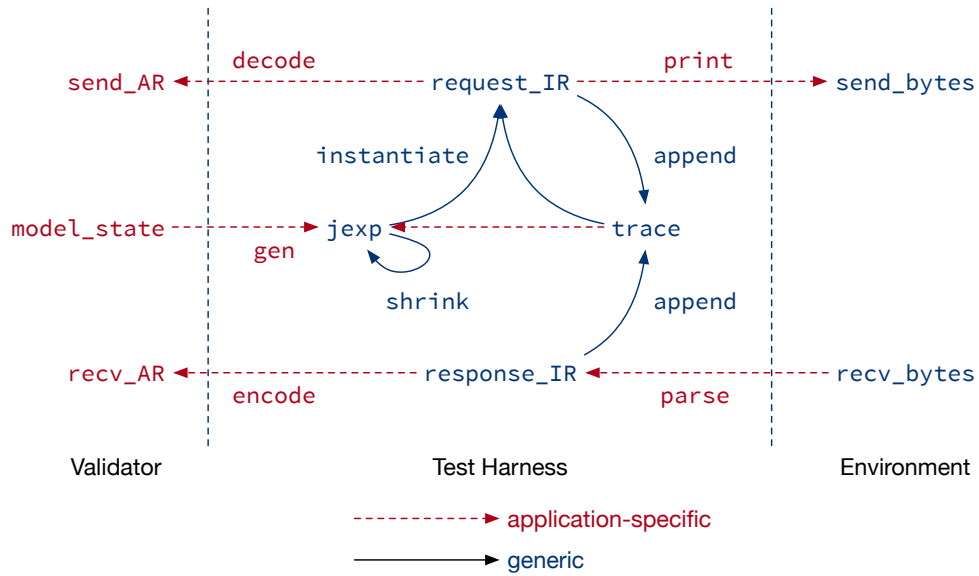 decode
print
send_AR
request_IR
send_bytes
instantiate
append
model_state
jexp
trace
gen
shrink
append
recv_AR
response_IR
recv_bytes
encode
parse
Validator
Test Harness
Environment
application-specific
generic